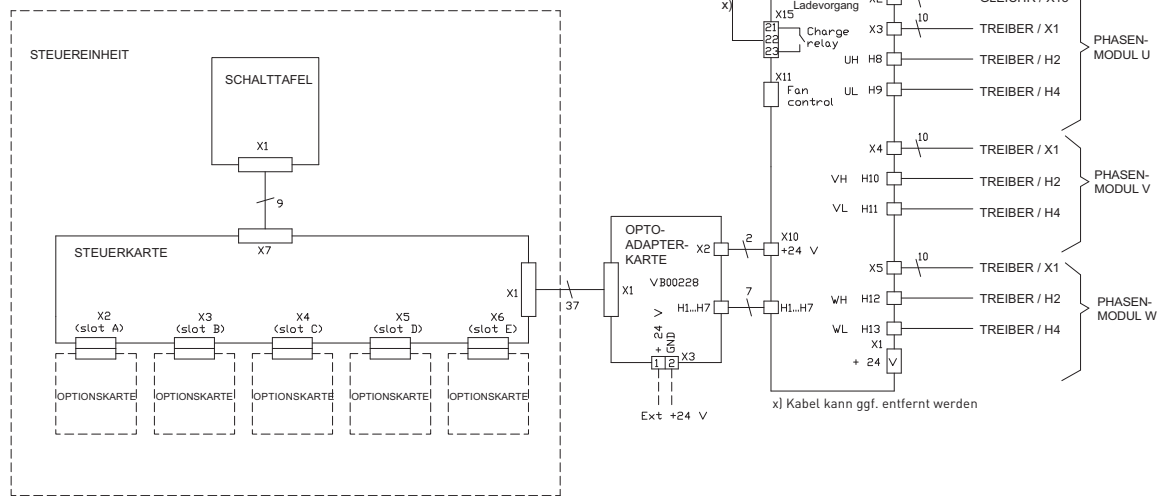 STEUEREINHEIT
SCHALTTAFEL
X1
9
X7
STEUERKARTE
X1
37
X2
(slot A)
X3
(slot B)
X4
(slot C)
X5
(slot D)
X6
(slot E)
OPTIONSKARTE
OPTIONSKARTE
OPTIONSKARTE
OPTIONSKARTE
OPTIONSKARTE
OPTO-
ADAPTER-
KARTE
X2
2
X1
VB00228
H1...H7
7
+ 24 V
GND
1
2
X3
Ext +24 V
x)
Ladevorgang
X15
21
22
23
Charge
relay
X11
Fan
control
X10
+24 V
H1...H7
X3
10
TREIBER / X1
UH H8
TREIBER / H2
UL H9
TREIBER / H4
PHASEN-
MODUL U
X4
10
TREIBER / X1
VH H10
TREIBER / H2
VL H11
TREIBER / H4
PHASEN-
MODUL V
X5
10
TREIBER / X1
WH H12
TREIBER / H2
WL H13
TREIBER / H4
PHASEN-
MODUL W
X1
+ 24 V
x) Kabel kann ggf. entfernt werden